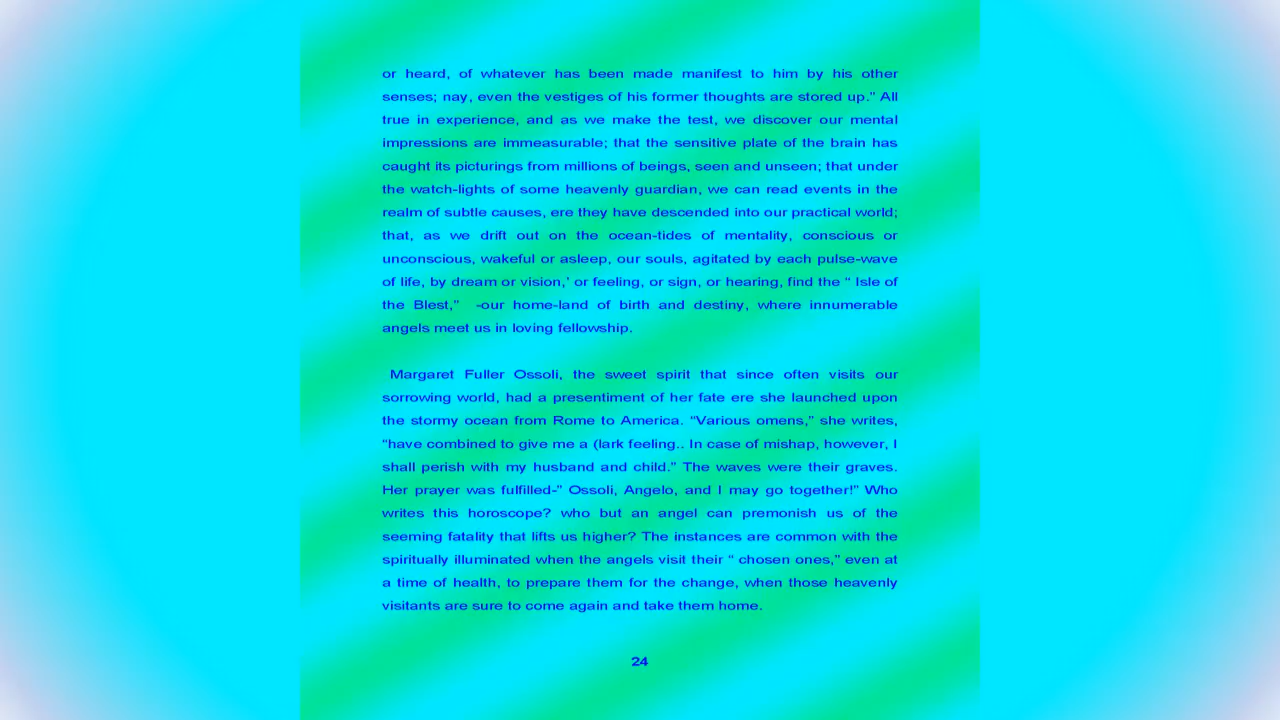 or heard, of whatever has been made manifest to him by his other
senses; nay, even the vestiges of his former thoughts are stored up." All
true in experience, and as we make the test, we discover our mental
impressions are immeasurable; that the sensitive plate of the brain has
caught its picturings from millions of beings, seen and unseen; that under
the watch-lights of some heavenly guardian, we can read events in the
realm of subtle causes, ere they have descended into our practical world;
that, as we drift out on the ocean-tides of mentality, conscious or
unconscious, wakeful or asleep, our souls, agitated by each pulse-wave
of life, by dream or vision,' or feeling, or sign, or hearing, find the " Isle of
the Blest," -our home-land of birth and destiny, where innumerable
angels meet us in loving fellowship.
Margaret Fuller Ossoli, the sweet spirit that since often visits our
sorrowing world, had a presentiment of her fate ere she launched upon
the stormy ocean from Rome to America. “Various omens,” she writes,
“have combined to give me a (lark feeling.. In case of mishap, however, I
shall perish with my husband and child.” The waves were their graves.
Her prayer was fulfilled-” Ossoli, Angelo, and I may go together!” Who
writes this horoscope? who but an angel can premonish us of the
seeming fatality that lifts us higher? The instances are common with the
spiritually illuminated when the angels visit their “ chosen ones,” even at
a time of health, to prepare them for the change, when those heavenly
visitants are sure to come again and take them home.
24